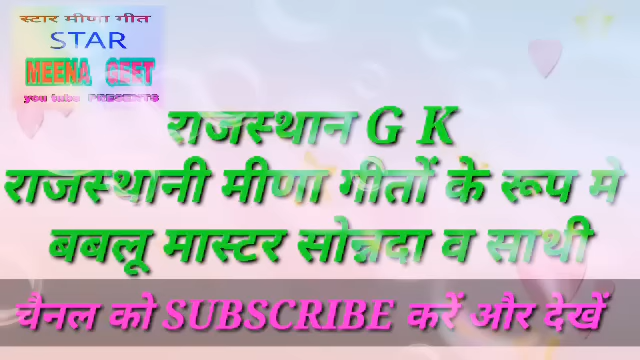 स्टार मीणा गीत
STAR
MEENA GEET
you tube PRESENTS
राजस्थान G K
राजस्थानी मीणा गीतों के रूप मे
बबलू मास्टर सोन्नदा व साथी
चैनल को SUBSCRIBE करें और देखें